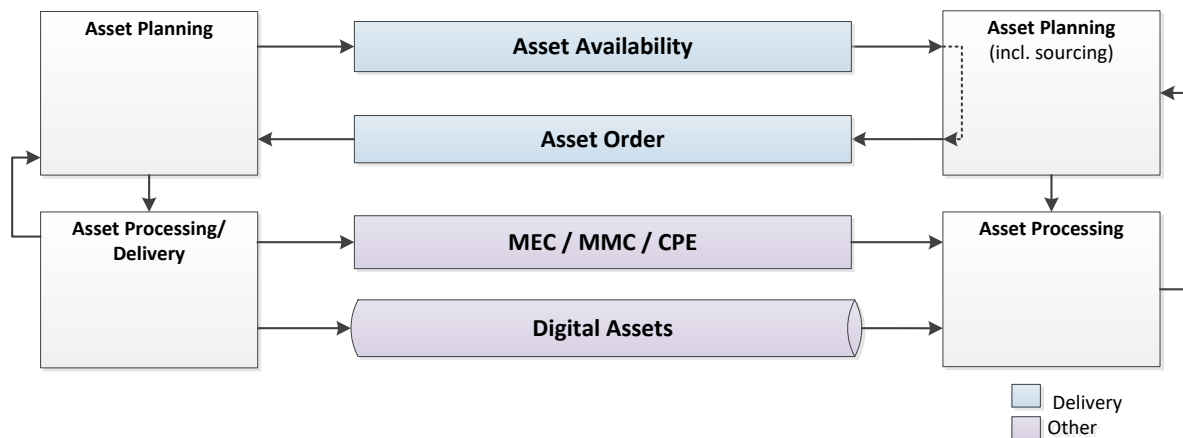 Asset Planning
Asset Availability
Asset Planning
(incl. sourcing)
Asset Order
Asset Processing/
Delivery
MEC / MMC / CPE
Asset Processing
Digital Assets
Delivery
Other